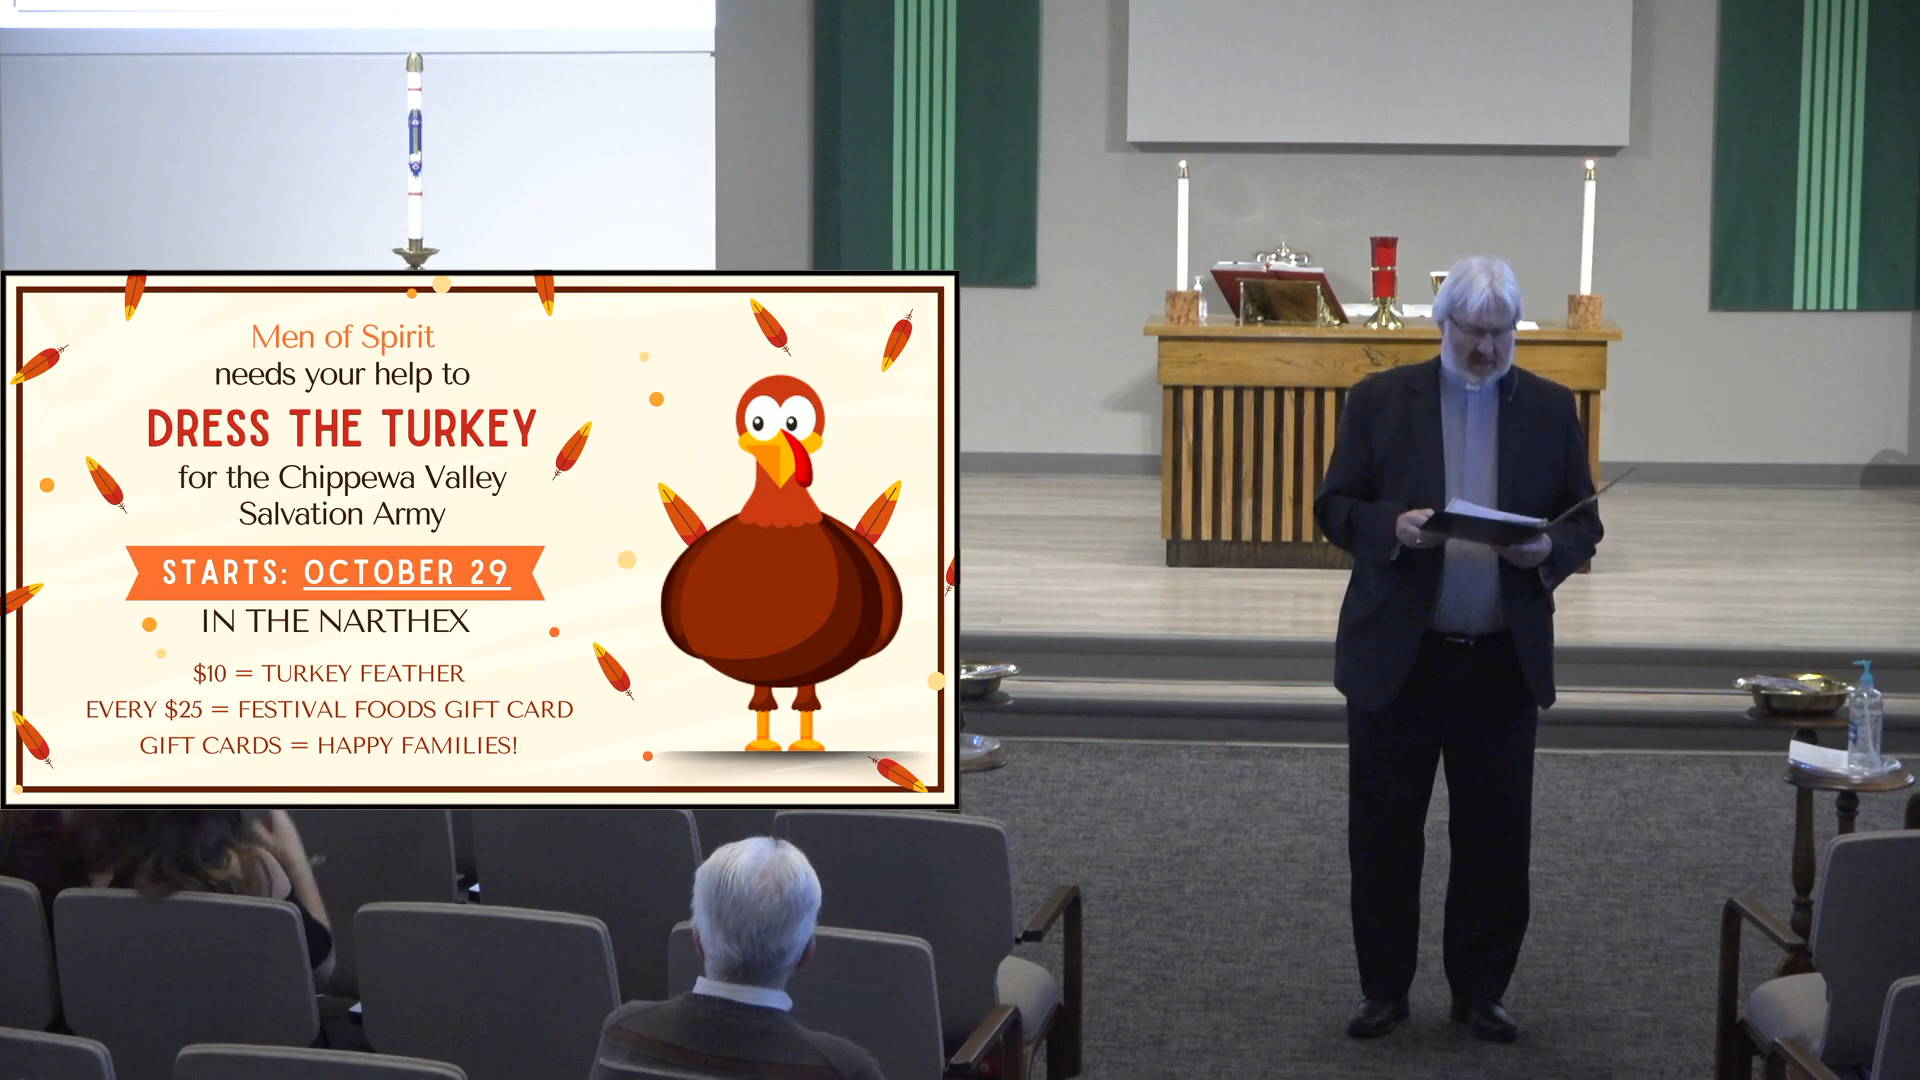 Men of Spirit
needs your help to
DRESS THE TURKEY
for the Chippewa Valley
Salvation Army
STARTS: OCTOBER 29
IN THE NARTHEX
$10 = TURKEY FEATHER
EVERY $25 = FESTIVAL FOODS GIFT CARD
GIFT CARDS = HAPPY FAMILIES!